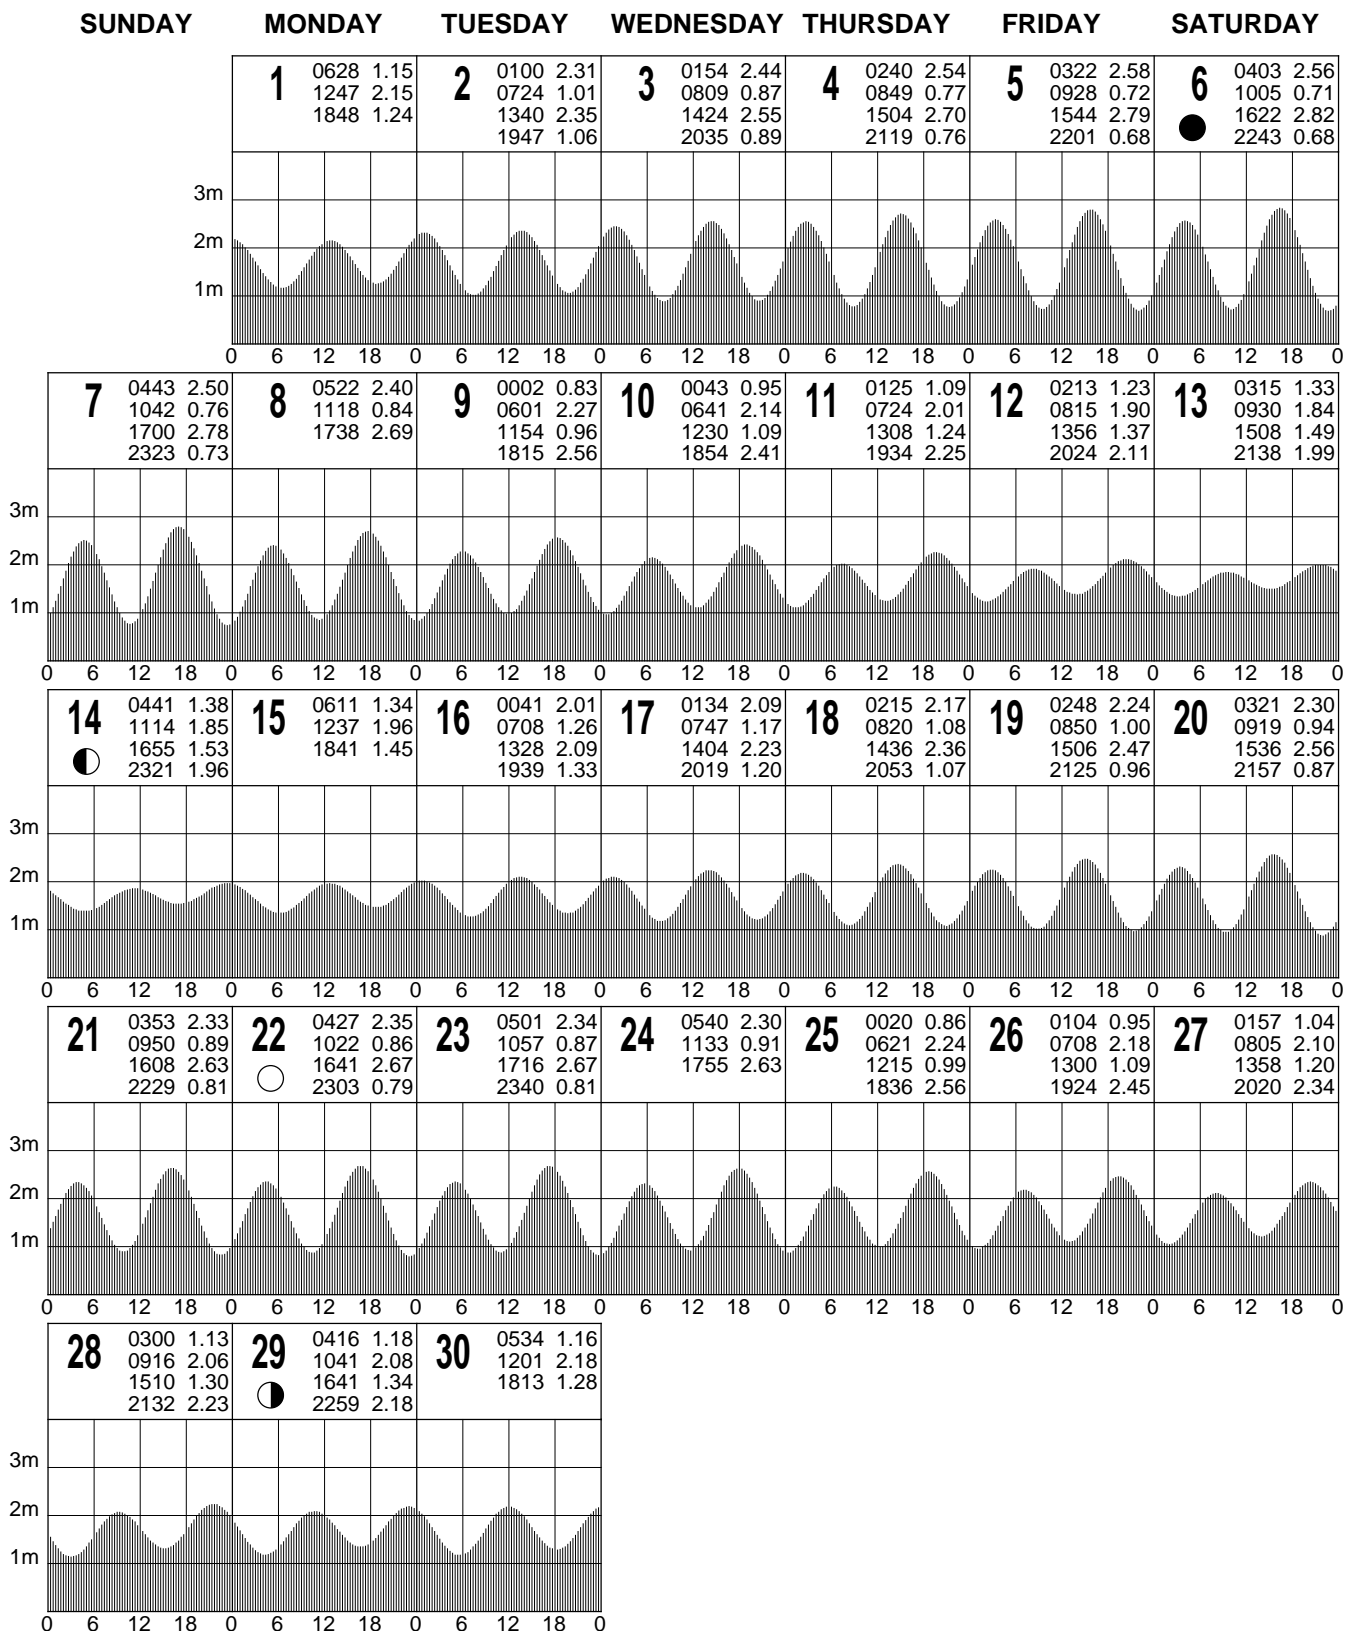 SUNDAY MONDAY TUESDAY WEDNESDAY THURSDAY FRIDAY SATURDAY
1 0628 1.15
1247 2.15
1848 1.24
2 0100 2.31
0724 1.01
1340 2.35
1947 1.06
3 0154 2.44
0809 0.87
1424 2.55
2035 0.89
4 0240 2.54
0849 0.77
1504 2.70
2119 0.76
5 0322 2.58
0928 0.72
1544 2.79
2201 0.68
6 0403 2.56
1005 0.71
1622 2.82
2243 0.68
3m
2m
1m
0 6 12 18 0 6 12 18 0 6 12 18 0 6 12 18 0 6 12 18 0 6 12 18 0
7 0443 2.50
1042 0.76
1700 2.78
2323 0.73
8 0522 2.40
1118 0.84
1738 2.69
9 0002 0.83
0601 2.27
1154 0.96
1815 2.56
10 0043 0.95
0641 2.14
1230 1.09
1854 2.41
11 0125 1.09
0724 2.01
1308 1.24
1934 2.25
12 0213 1.23
0815 1.90
1356 1.37
2024 2.11
13 0315 1.33
0930 1.84
1508 1.49
2138 1.99
3m
2m
1m
0 6 12 18 0 6 12 18 0 6 12 18 0 6 12 18 0 6 12 18 0 6 12 18 0 6 12 18 0
14 0441 1.38
1114 1.85
1655 1.53
2321 1.96
15 0611 1.34
1237 1.96
1841 1.45
16 0041 2.01
0708 1.26
1328 2.09
1939 1.33
17 0134 2.09
0747 1.17
1404 2.23
2019 1.20
18 0215 2.17
0820 1.08
1436 2.36
2053 1.07
19 0248 2.24
0850 1.00
1506 2.47
2125 0.96
20 0321 2.30
0919 0.94
1536 2.56
2157 0.87
3m
2m
1m
0 6 12 18 0 6 12 18 0 6 12 18 0 6 12 18 0 6 12 18 0 6 12 18 0 6 12 18 0
21 0353 2.33
0950 0.89
1608 2.63
2229 0.81
22 0427 2.35
1022 0.86
1641 2.67
2303 0.79
23 0501 2.34
1057 0.87
1716 2.67
2340 0.81
24 0540 2.30
1133 0.91
1755 2.63
25 0020 0.86
0621 2.24
1215 0.99
1836 2.56
26 0104 0.95
0708 2.18
1300 1.09
1924 2.45
27 0157 1.04
0805 2.10
1358 1.20
2020 2.34
3m
2m
1m
0 6 12 18 0 6 12 18 0 6 12 18 0 6 12 18 0 6 12 18 0 6 12 18 0 6 12 18 0
28 0300 1.13
0916 2.06
1510 1.30
2132 2.23
29 0416 1.18
1041 2.08
1641 1.34
2259 2.18
30 0534 1.16
1201 2.18
1813 1.28
3m
2m
1m
0 6 12 18 0 6 12 18 0 6 12 18 0